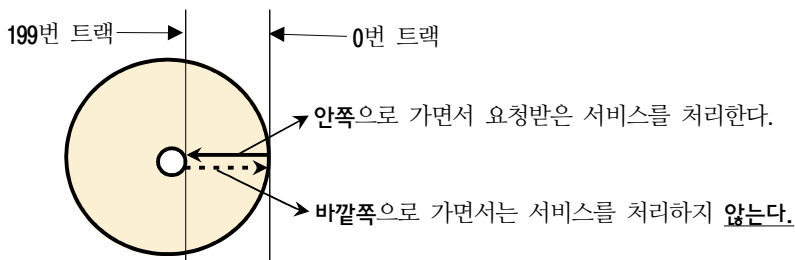 199번 트랙
0번 트랙
안쪽으로 가면서 요청받은 서비스를 처리한다.
바깥쪽으로 가면서는 서비스를 처리하지 않는다.